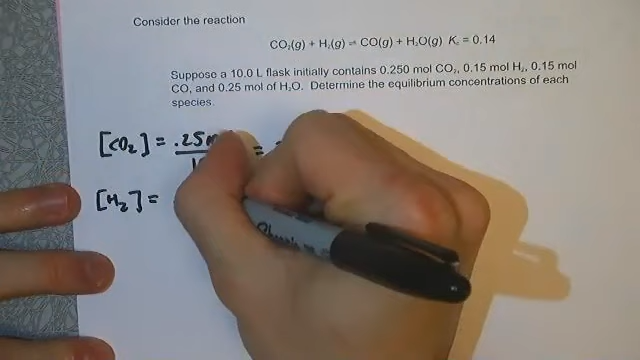 Consider the reaction
CO₂(g) + H₂(g) ⇌ CO(g) + H₂O(g) K꜀ = 0.14
Suppose a 10.0 L flask initially contains 0.250 mol CO₂, 0.15 mol H₂, 0.15 mol
CO, and 0.25 mol of H₂O. Determine the equilibrium concentrations of each
species.
[CO₂] = .25 =
[H₂] =